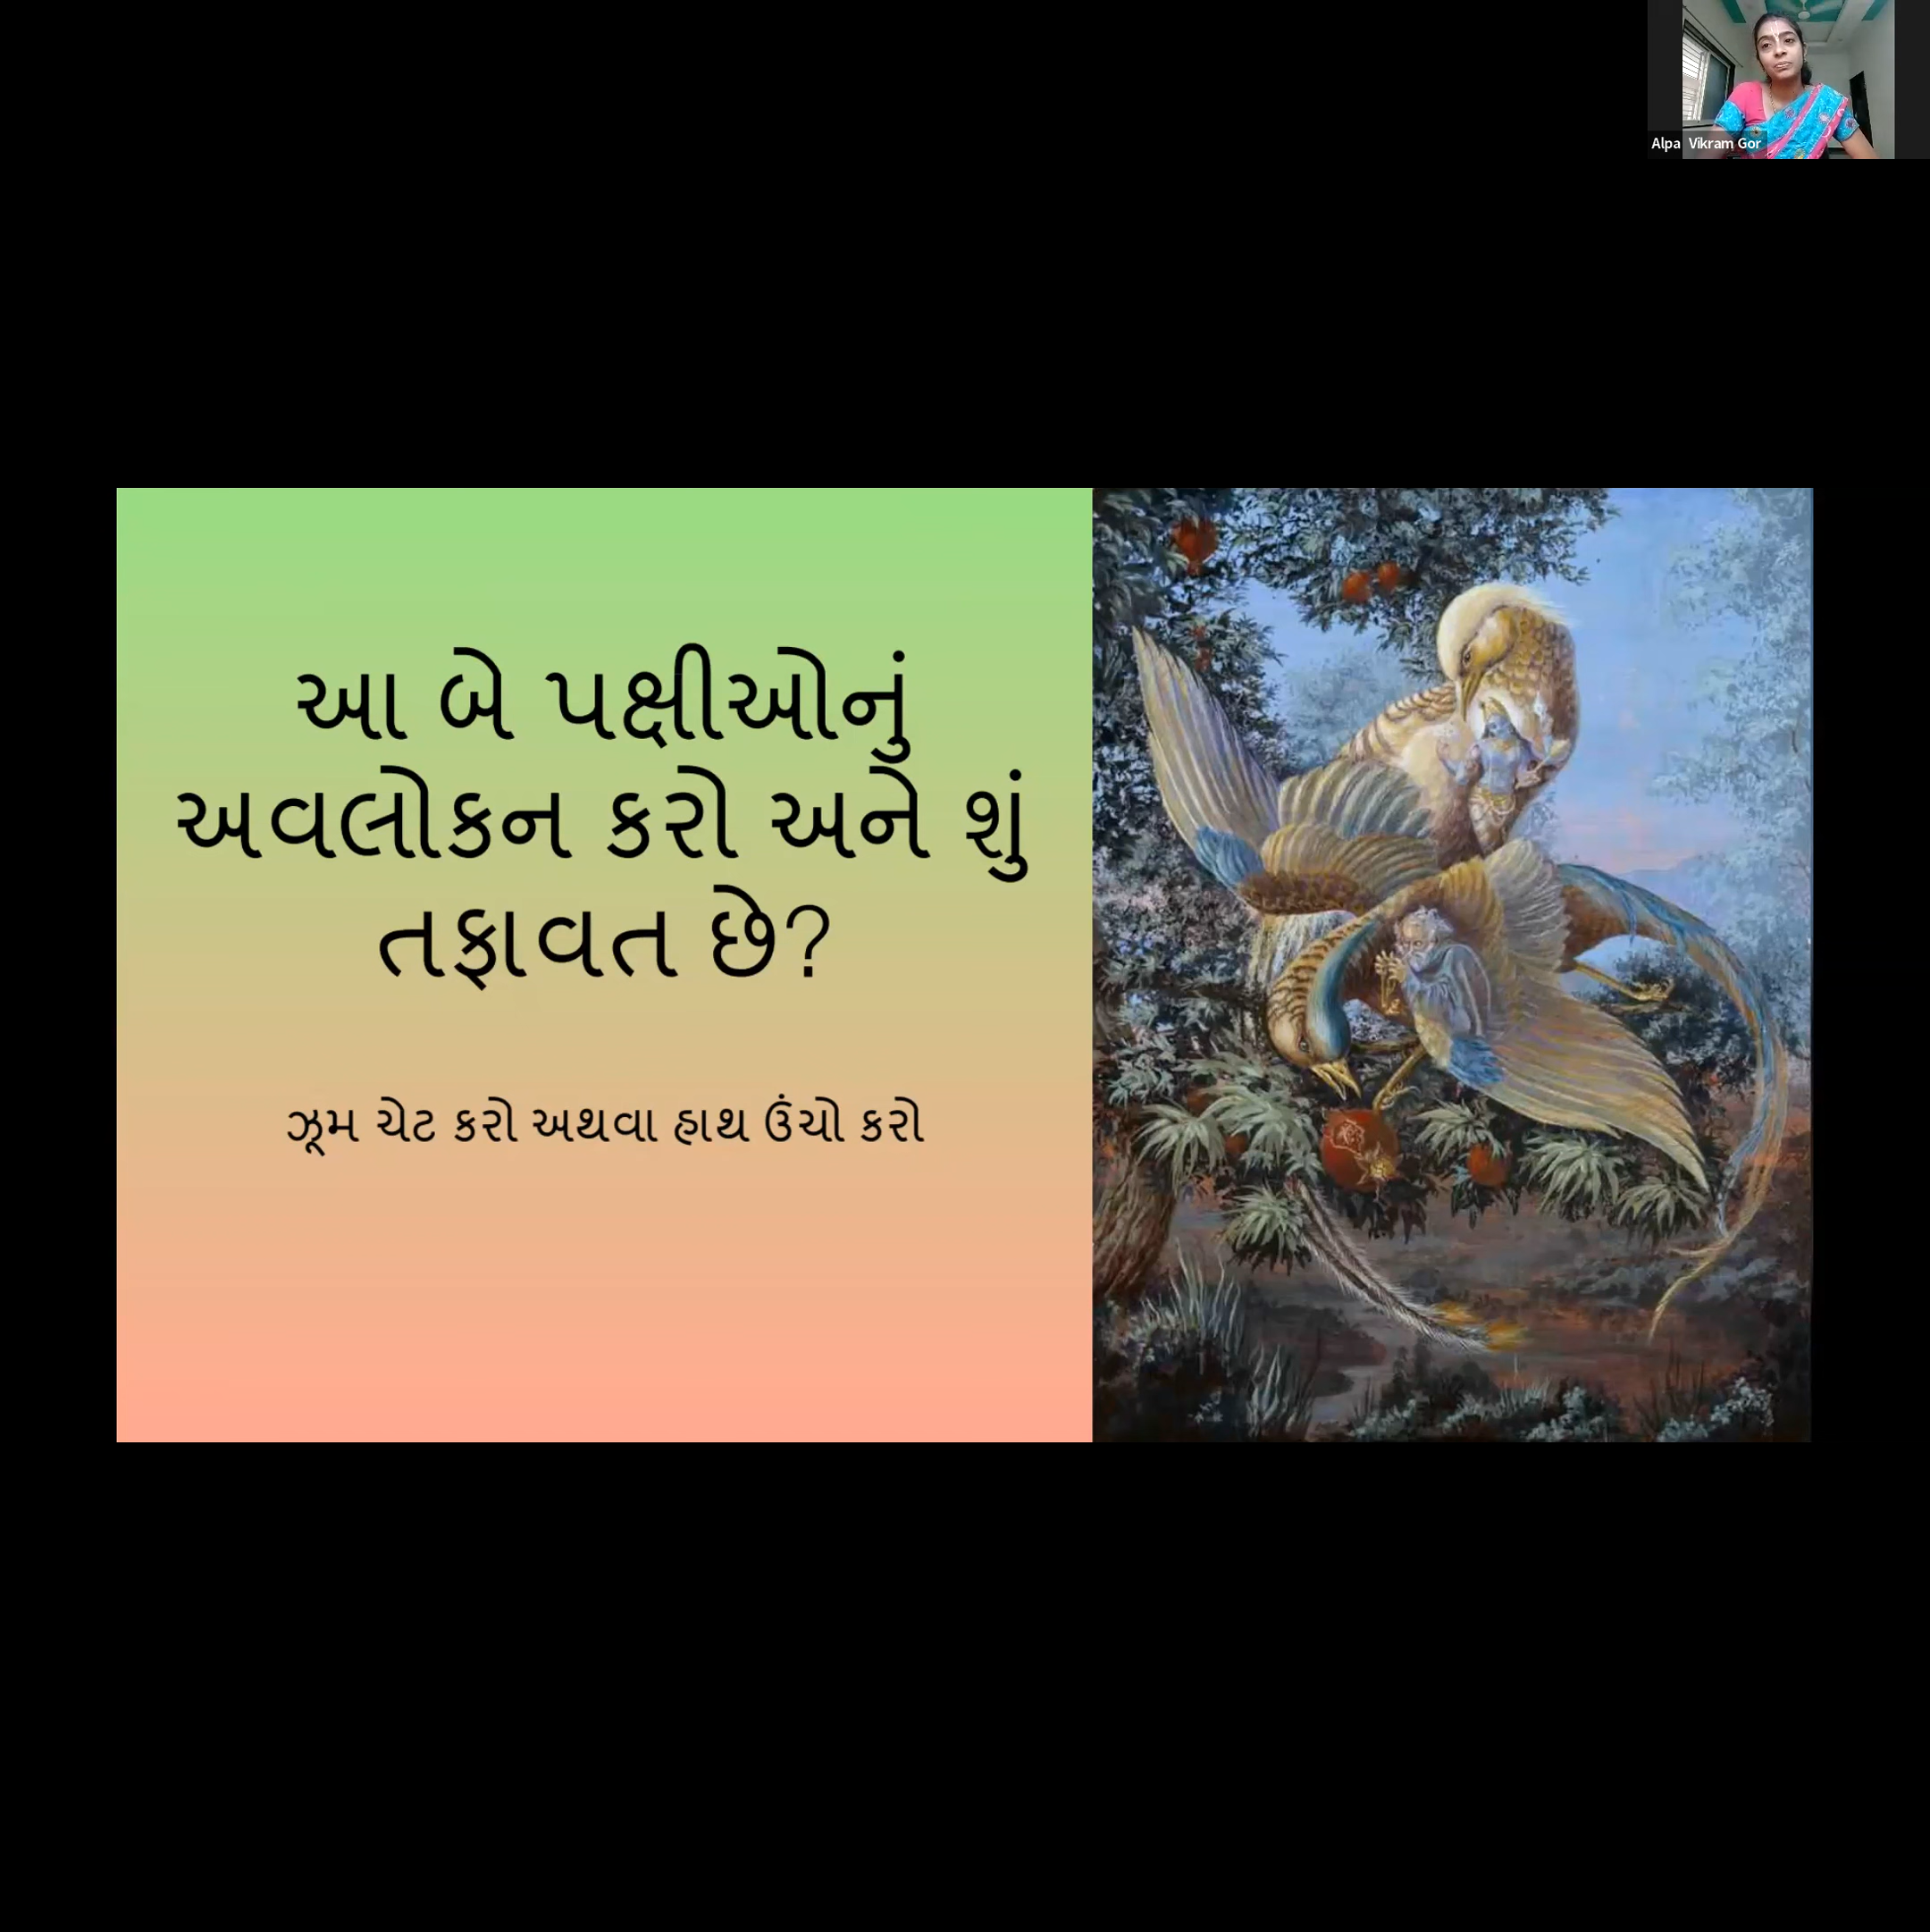 Alpa Vikram Gor
આ બે પક્ષીઓનું
અવલોકન કરો અને શું
તફાવત છે?
ઝૂમ ચેટ કરો અથવા હાથ ઉંચો કરો